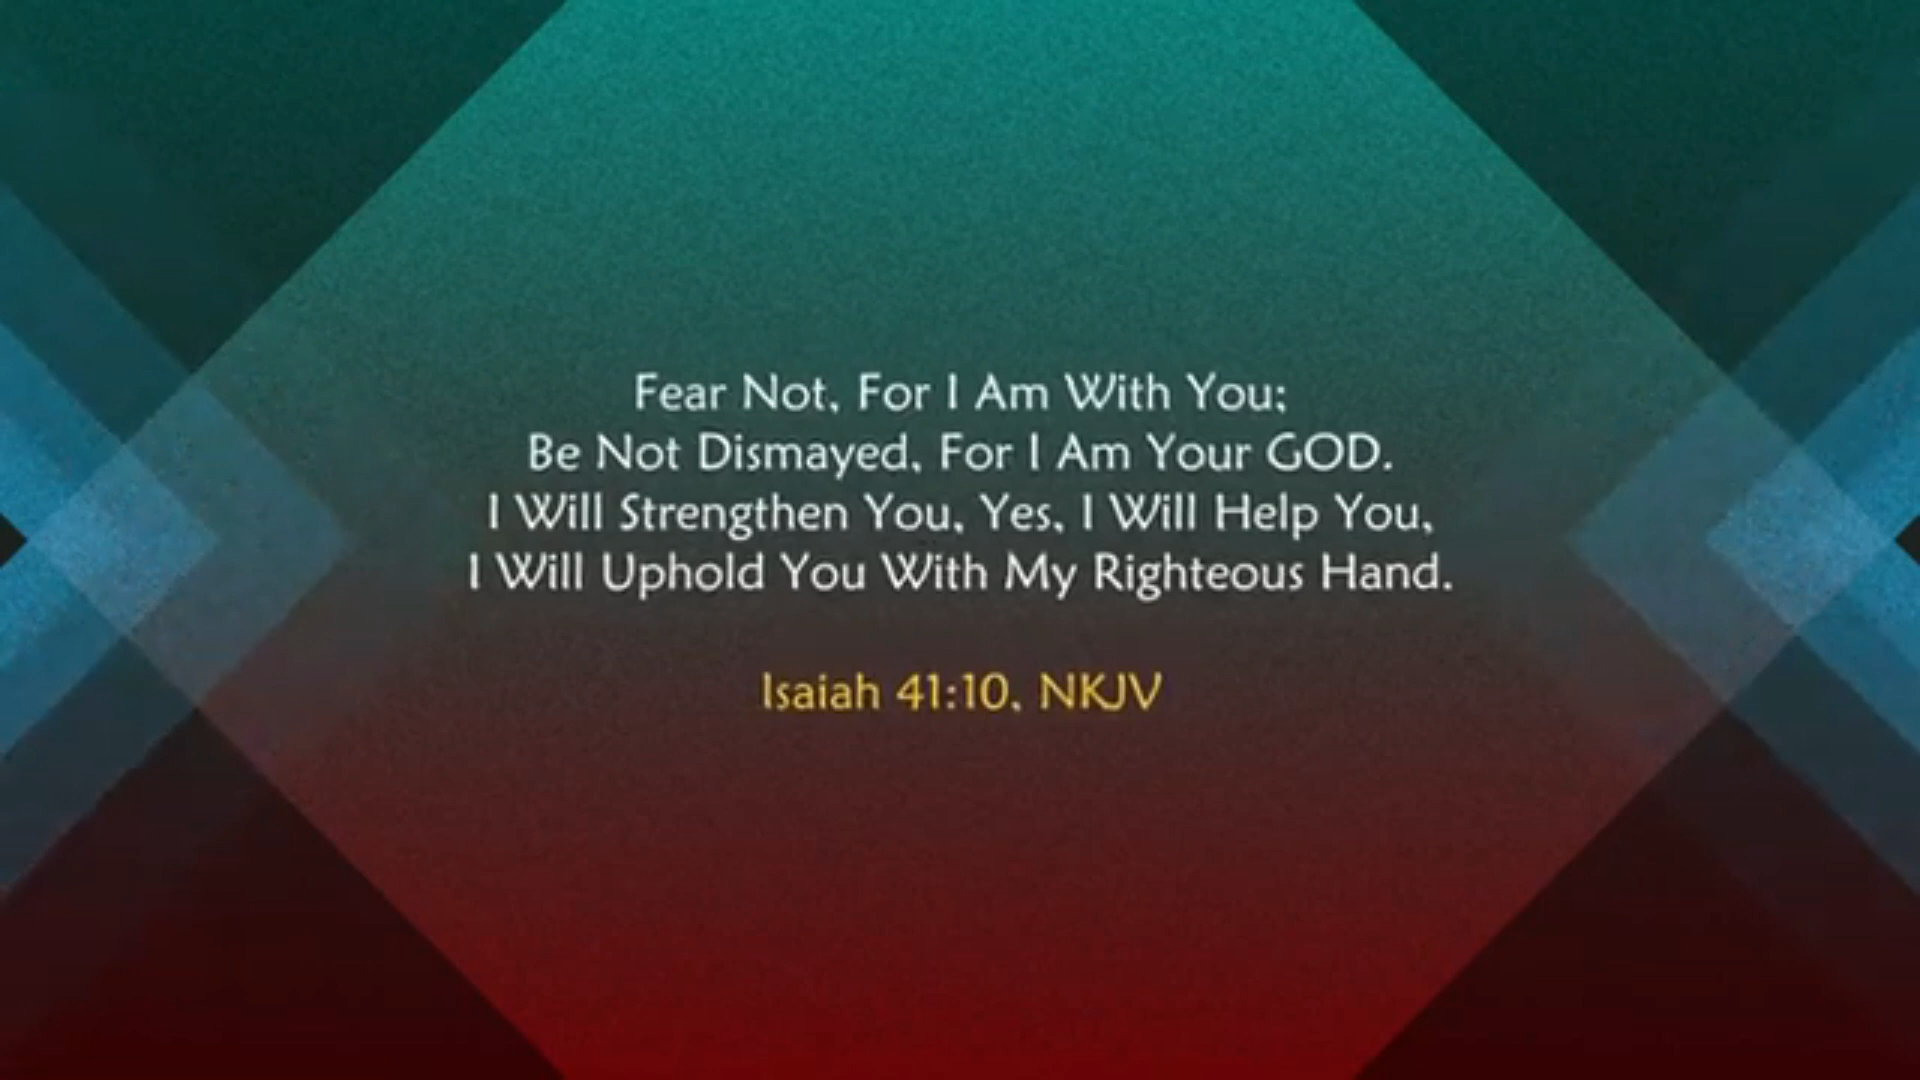 Fear Not, For I Am With You;
Be Not Dismayed, For I Am Your GOD.
I Will Strengthen You, Yes, I Will Help You,
I Will Uphold You With My Righteous Hand.
Isaiah 41:10, NKJV